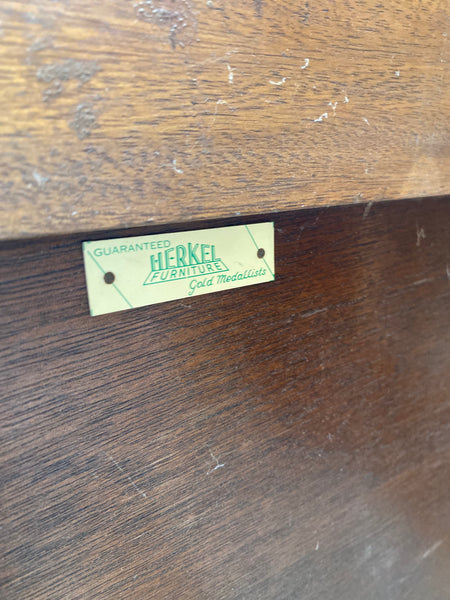 GUARANTEED
HERKEL
FURNITURE
Gold Medallists